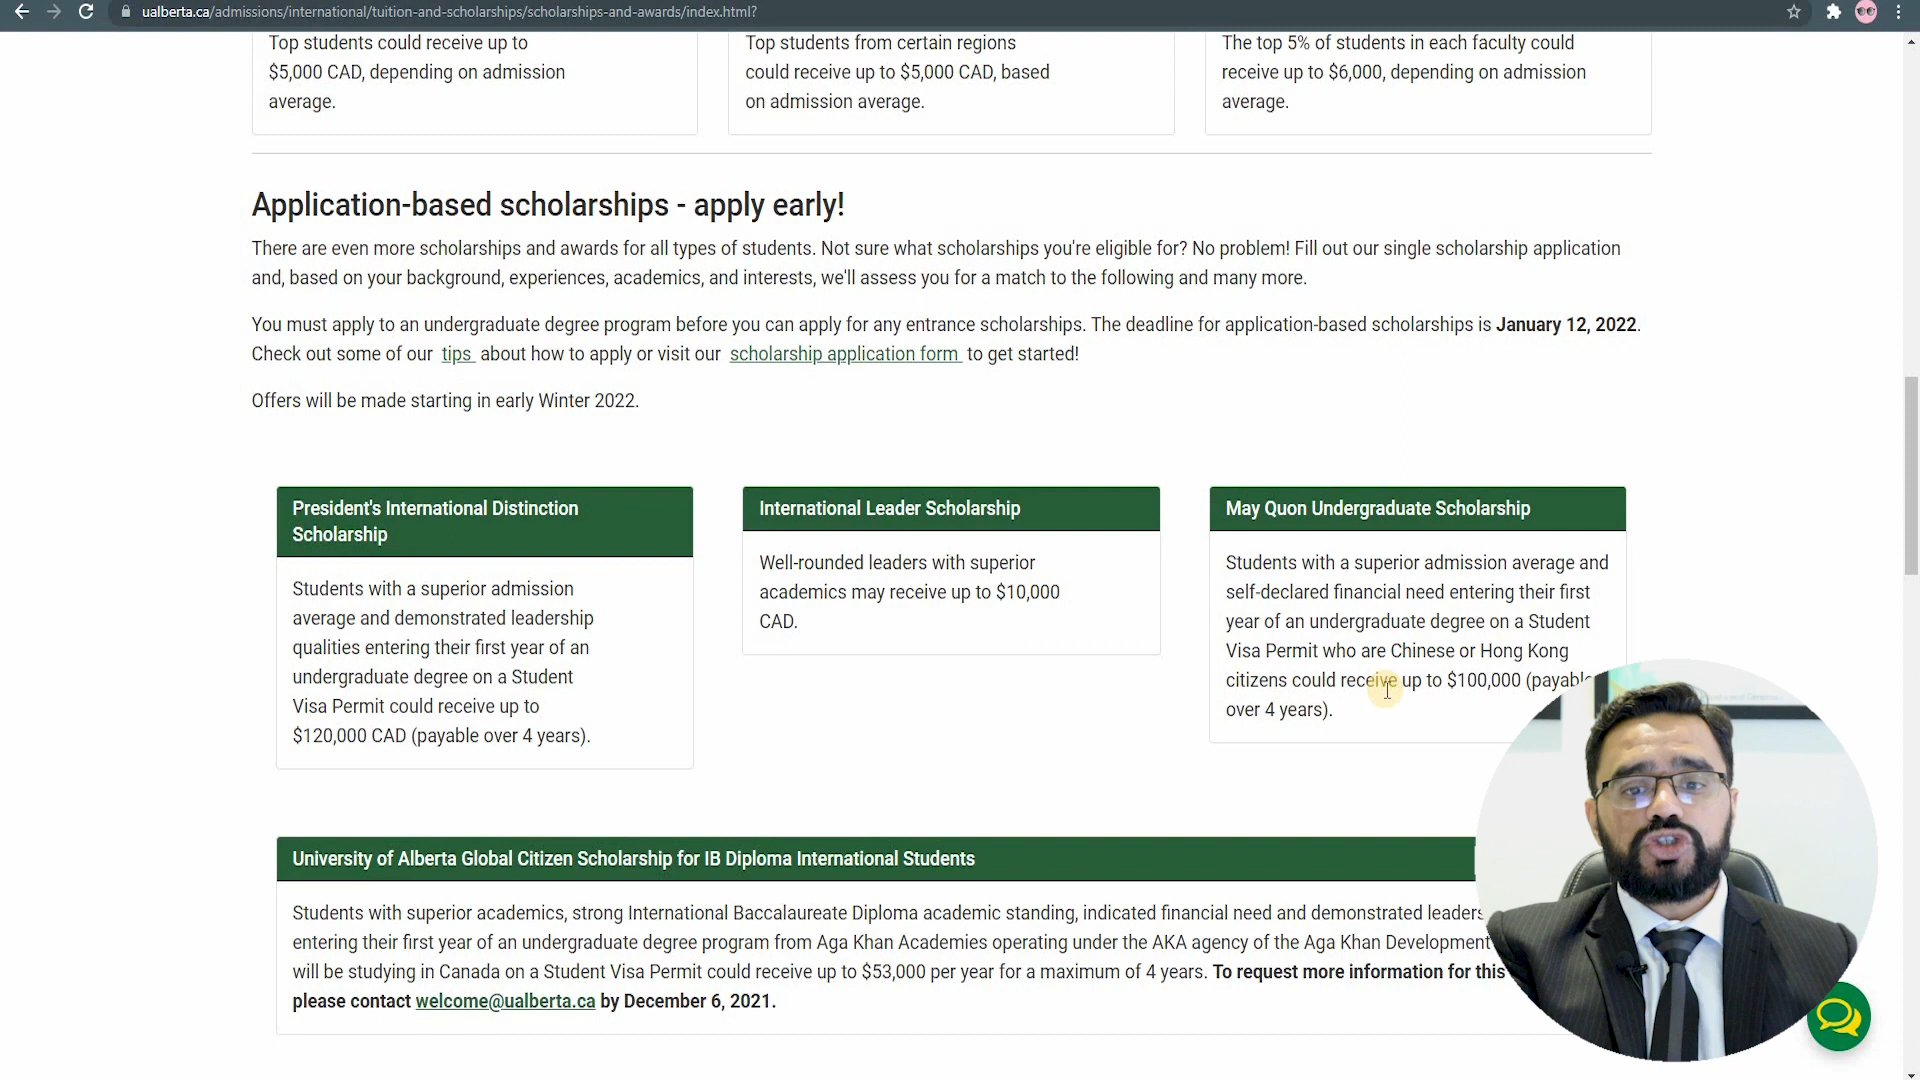 ualberta.ca/admissions/international/tuition-and-scholarships/scholarships-and-awards/index.html?
Top students could receive up to
$5,000 CAD, depending on admission
average.
Top students from certain regions
could receive up to $5,000 CAD, based
on admission average.
The top 5% of students in each faculty could
receive up to $6,000, depending on admission
average.
Application-based scholarships - apply early!
There are even more scholarships and awards for all types of students. Not sure what scholarships you're eligible for? No problem! Fill out our single scholarship application
and, based on your background, experiences, academics, and interests, we'll assess you for a match to the following and many more.
You must apply to an undergraduate degree program before you can apply for any entrance scholarships. The deadline for application-based scholarships is January 12, 2022.
Check out some of our tips about how to apply or visit our scholarship application form to get started!
Offers will be made starting in early Winter 2022.
President's International Distinction
Scholarship
Students with a superior admission
average and demonstrated leadership
qualities entering their first year of an
undergraduate degree on a Student
Visa Permit could receive up to
$120,000 CAD (payable over 4 years).
International Leader Scholarship
Well-rounded leaders with superior
academics may receive up to $10,000
CAD.
May Quon Undergraduate Scholarship
Students with a superior admission average and
self-declared financial need entering their first
year of an undergraduate degree on a Student
Visa Permit who are Chinese or Hong Kong
citizens could receive up to $100,000 (payable
over 4 years).
University of Alberta Global Citizen Scholarship for IB Diploma International Students
Students with superior academics, strong International Baccalaureate Diploma academic standing, indicated financial need and demonstrated leaders
entering their first year of an undergraduate degree program from Aga Khan Academies operating under the AKA agency of the Aga Khan Development
will be studying in Canada on a Student Visa Permit could receive up to $53,000 per year for a maximum of 4 years. To request more information for this
please contact welcome@ualberta.ca by December 6, 2021.